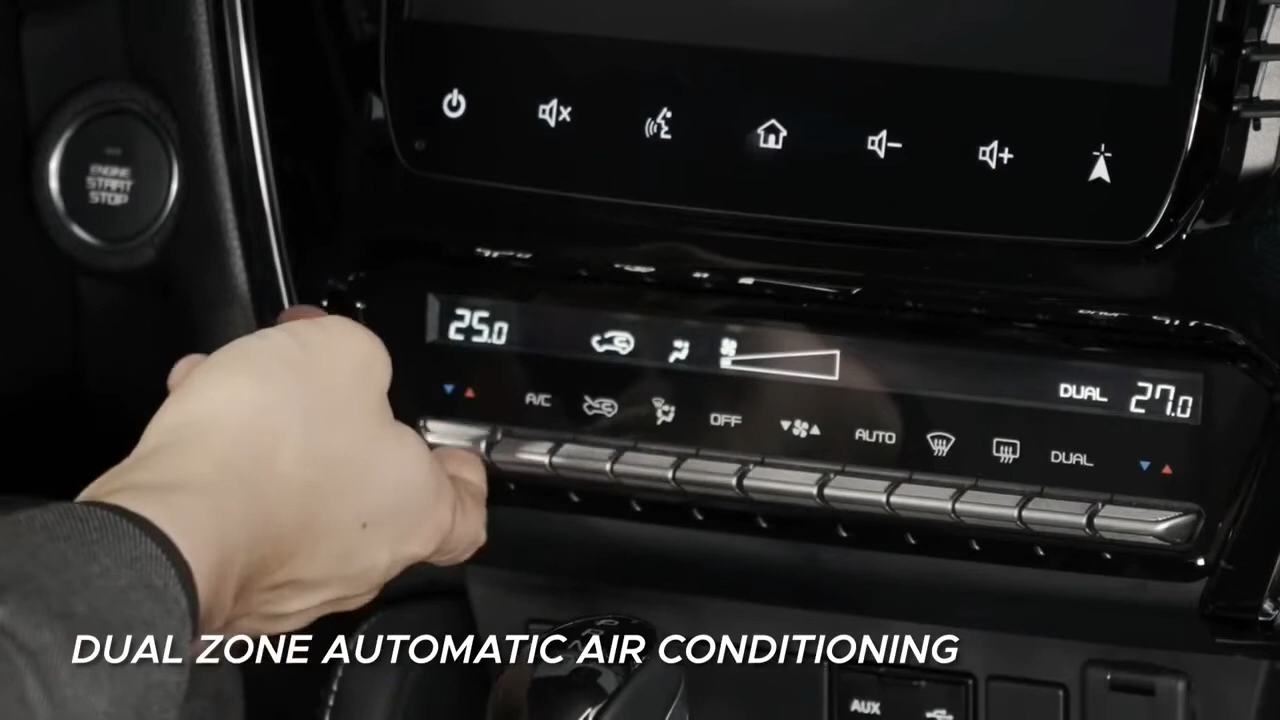 ENGINE
START
STOP
25.0
DUAL 27.0
A/C
OFF
AUTO
DUAL
DUAL ZONE AUTOMATIC AIR CONDITIONING
AUX